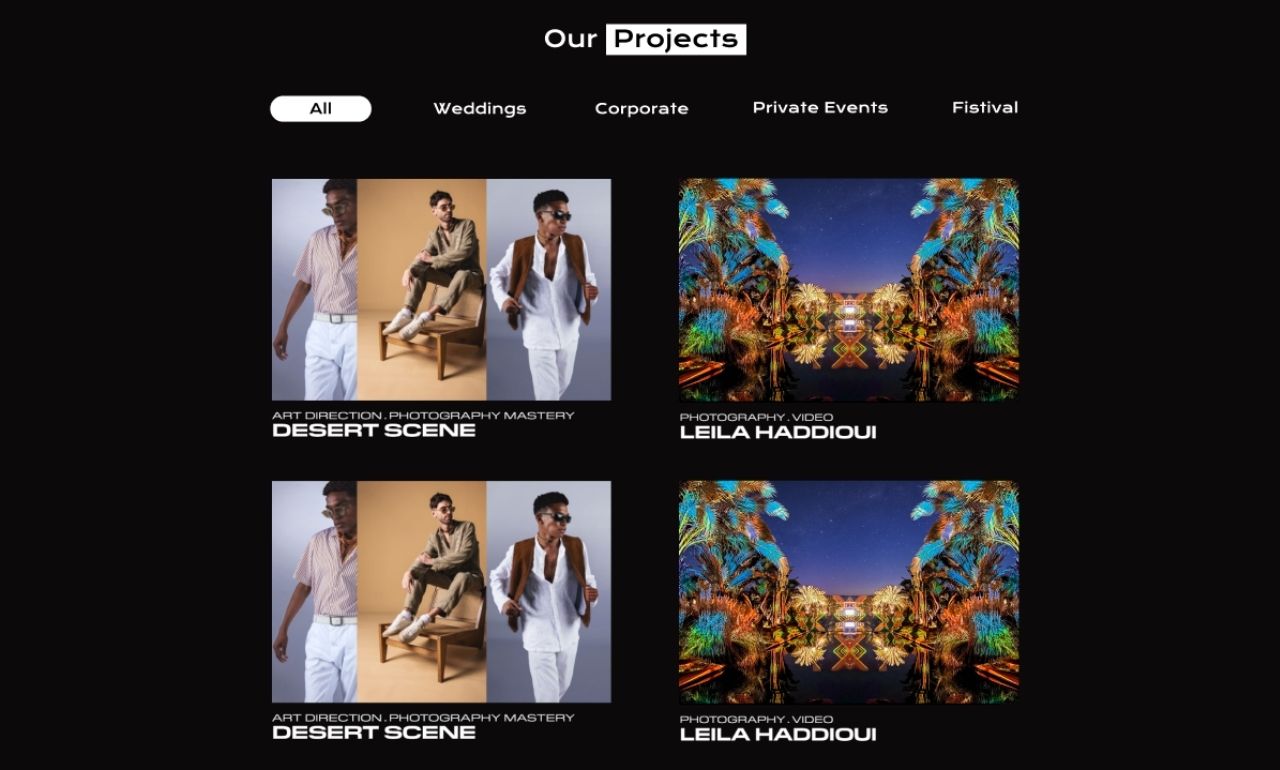 Our Projects
All Weddings Corporate Private Events Fistival
ART DIRECTION . PHOTOGRAPHY MASTERY
DESERT SCENE
PHOTOGRAPHY . VIDEO
LEILA HADDIOUI
ART DIRECTION . PHOTOGRAPHY MASTERY
DESERT SCENE
PHOTOGRAPHY . VIDEO
LEILA HADDIOUI